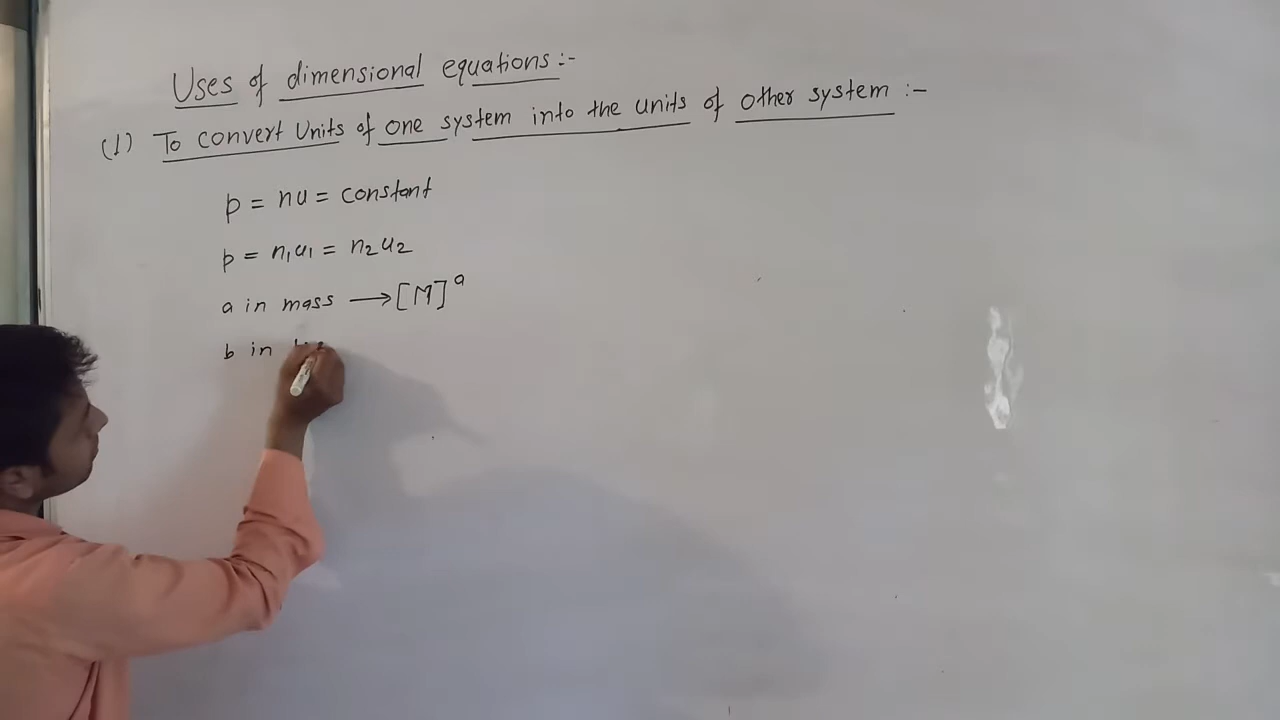 Uses of dimensional equations :-
(1) To convert Units of one system into the units of other system :-
p = nu = constant
p = n₁u₁ = n₂u₂
a in mass ⟶ [M]ᵃ
b in